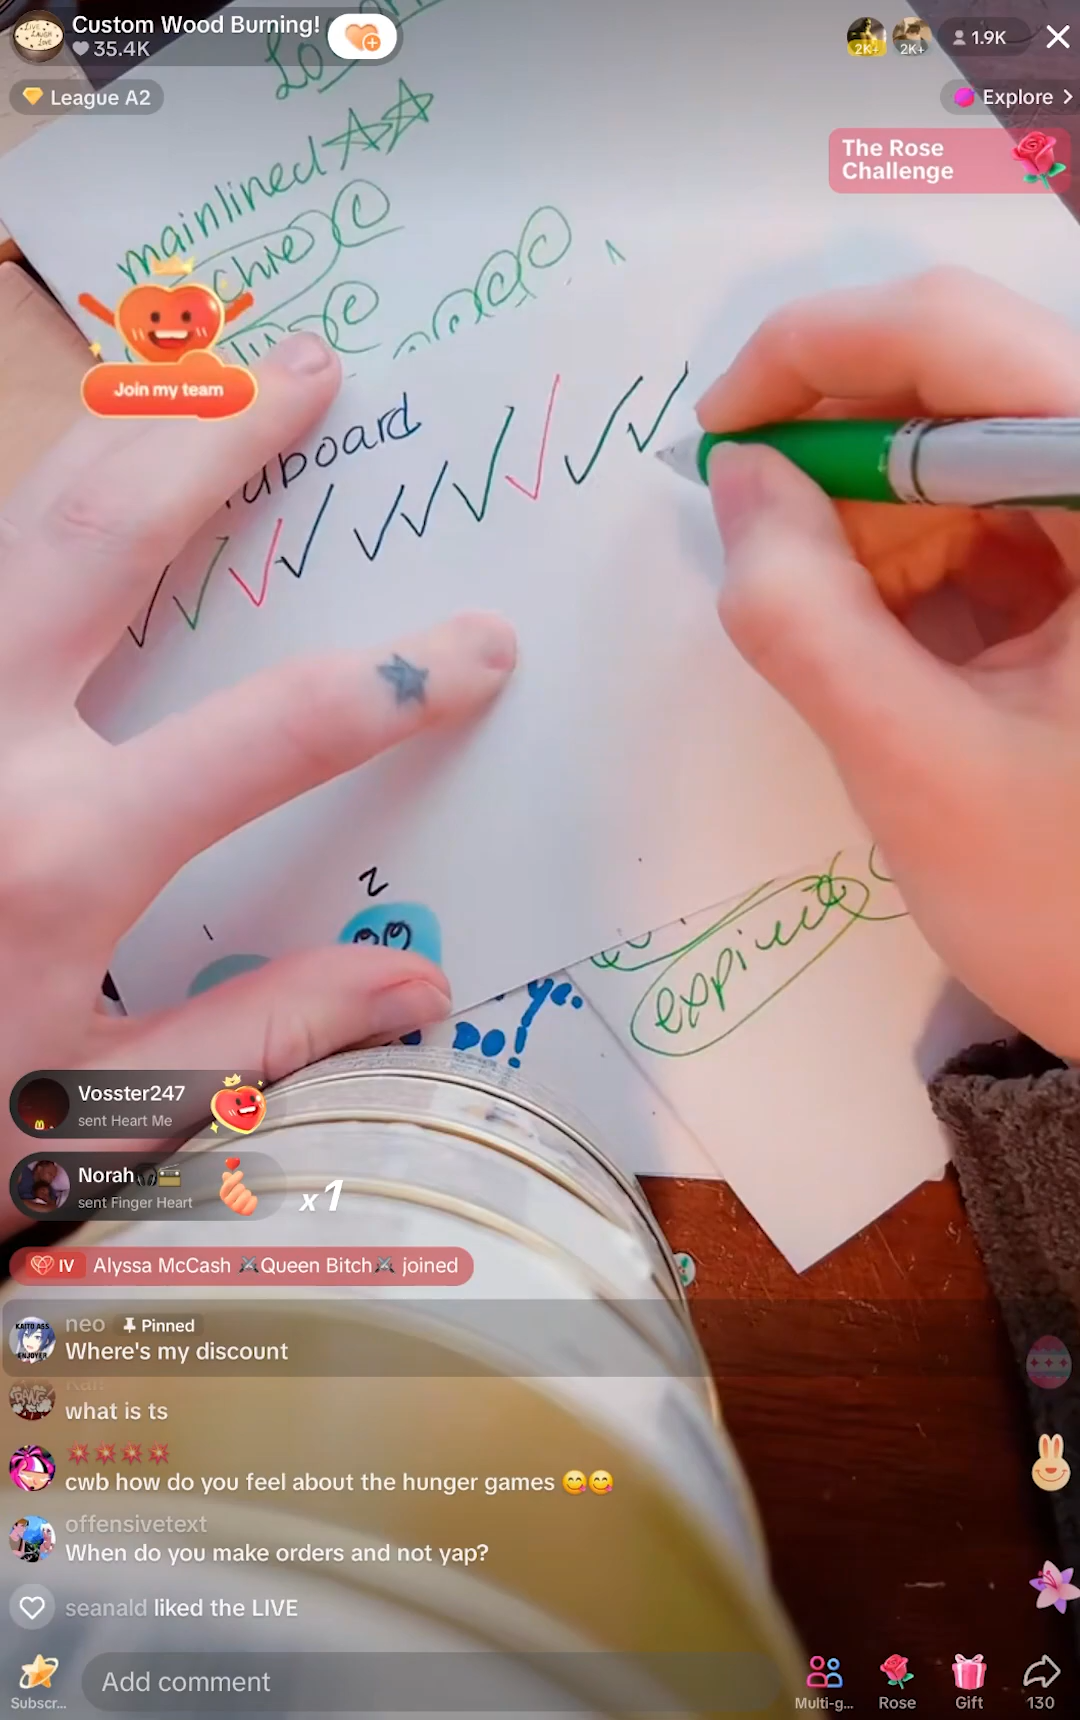 Custom Wood Burning!
35.4K
2K+
2K+
1.9K
League A2
Explore
The Rose
Challenge
mainlined
Join my team
2
DO!
Vosster247
sent Heart Me
Norah
sent Finger Heart
x1
IV Alyssa McCash ⚔Queen Bitch⚔ joined
neo Pinned
Where's my discount
what is ts
💥💥💥💥
cwb how do you feel about the hunger games 😋😋
offensivetext
When do you make orders and not yap?
seanald liked the LIVE
Add comment
Subscr...
Multi-g...
Rose
Gift
130